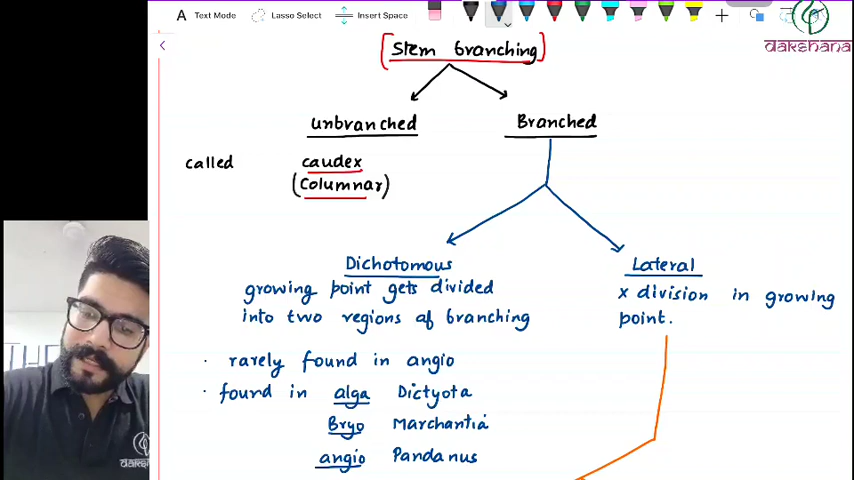 Text Mode Lasso Select Insert Space
dakshana
Stem branching
unbranched Branched
called caudex
(Columnar)
Dichotomous Lateral
growing point gets divided x division in growing
into two regions of branching point.
· rarely found in angio
· found in alga Dictyota
Bryo Marchantia
angio Pandanus